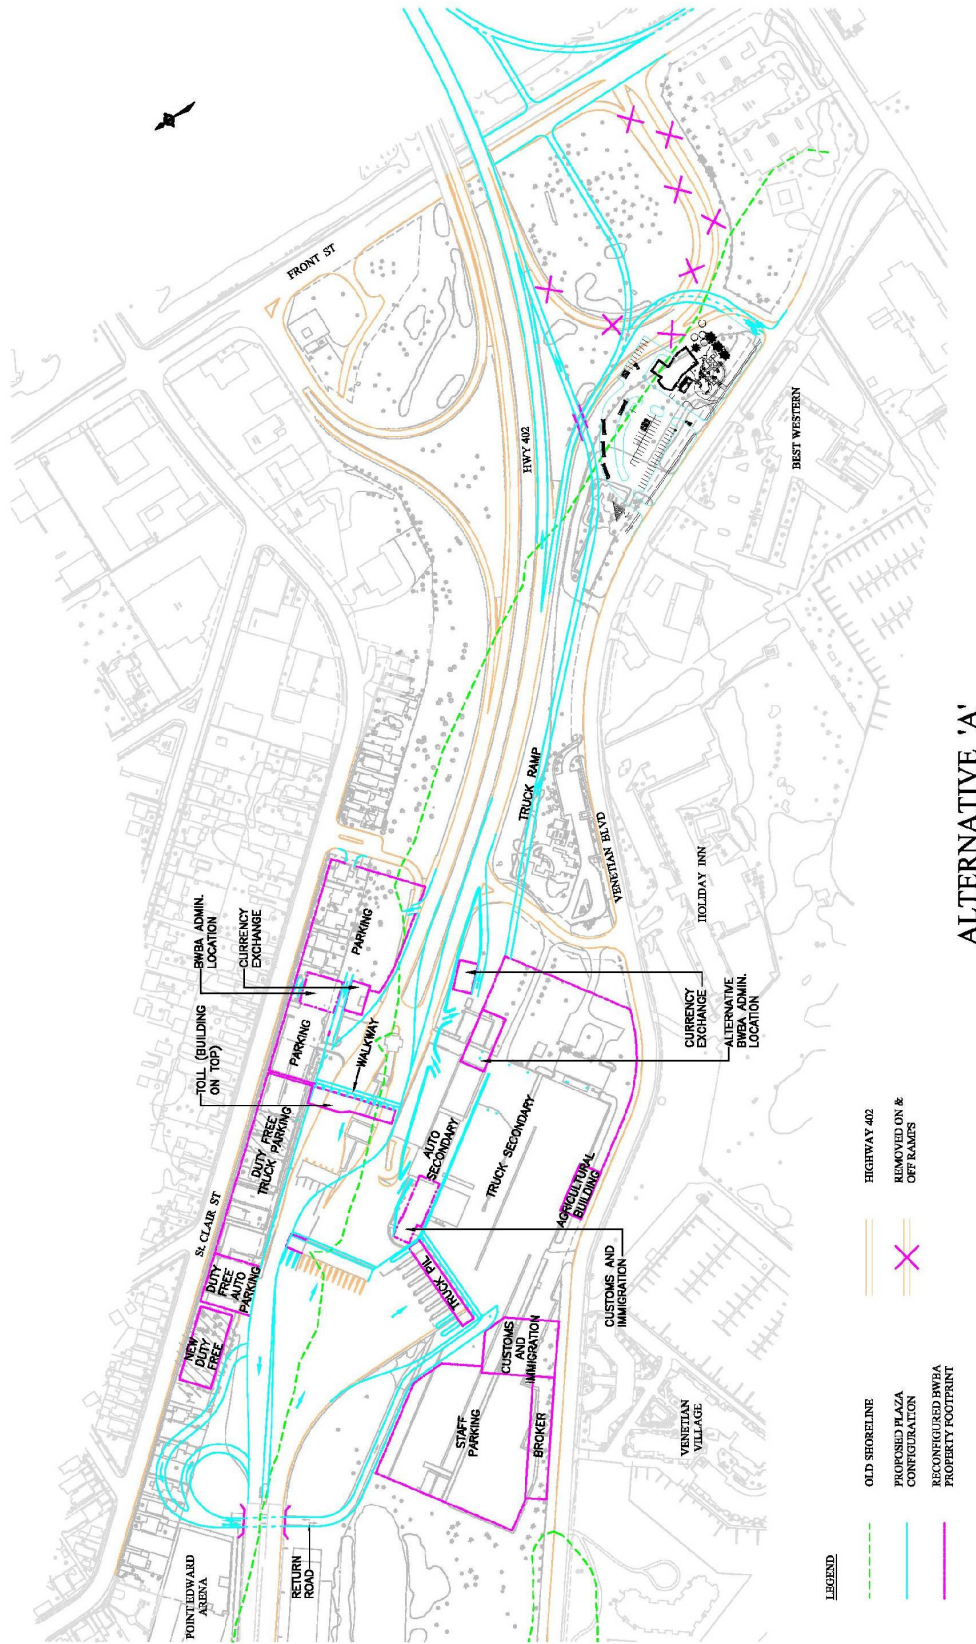 FRONT ST
HWY 402
BEST WESTERN
TRUCK RAMP
VENETIAN BLVD
HOLIDAY INN
BWBA ADMIN.
LOCATION
CURRENCY
EXCHANGE
PARKING
TOLL (BUILDING
ON TOP)
PARKING
WALKWAY
CURRENCY
EXCHANGE
ALTERNATIVE
BWBA ADMIN.
LOCATION
St. CLAIR ST
DUTY FREE
TRUCK PARKING
AUTO
SECONDARY
TRUCK SECONDARY
AGRICULTURAL
BUILDING
DUTY
FREE
AUTO
PARKING
NEW
DUTY
FREE
TRUCK PIL
CUSTOMS AND
IMMIGRATION
CUSTOMS
AND
IMMIGRATION
STAFF
PARKING
BROKER
VENETIAN
VILLAGE
POINT EDWARD
ARENA
RETURN
ROAD
LEGEND
OLD SHORELINE
PROPOSED PLAZA
CONFIGURATION
RECONFIGURED BWBA
PROPERTY FOOTPRINT
HIGHWAY 402
REMOVED ON &
OFF RAMPS
ALTERNATIVE 'A'